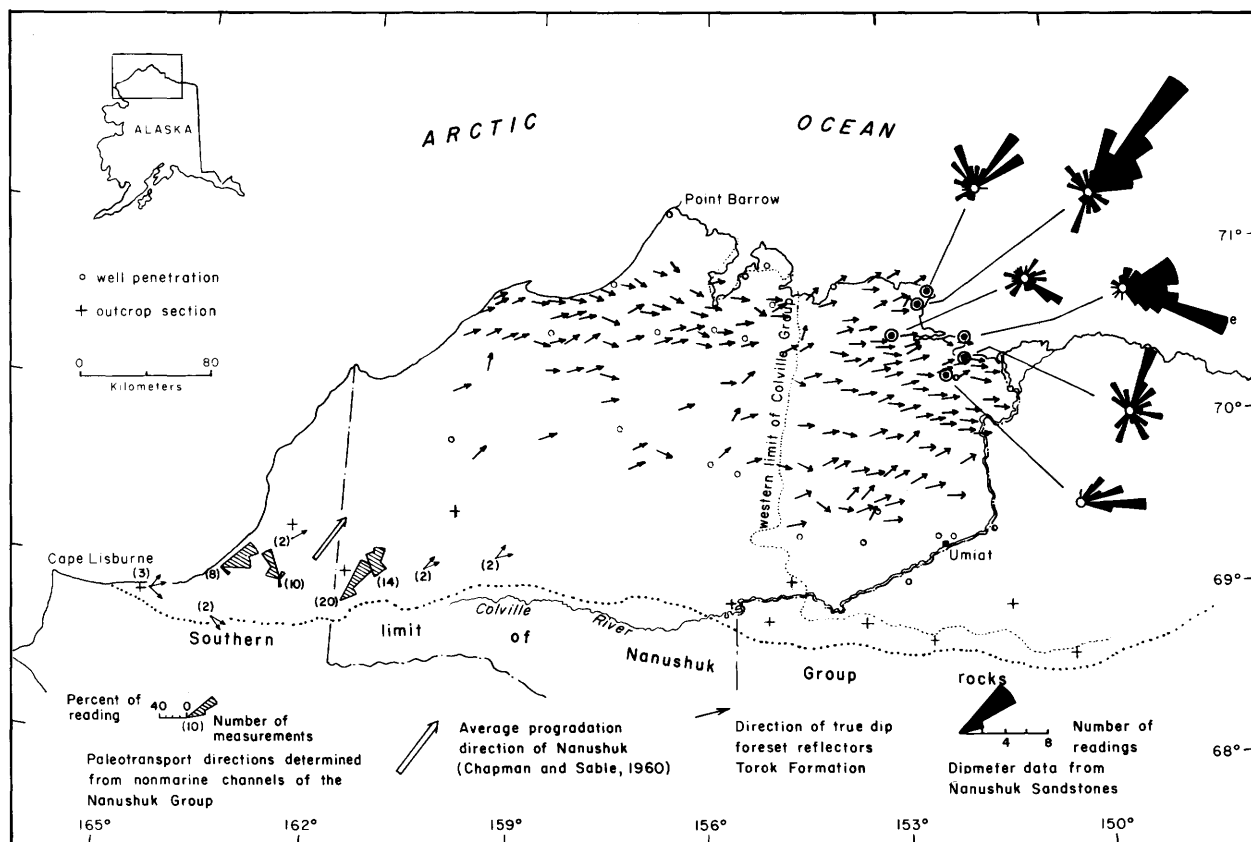 ARCTIC OCEAN
ALASKA
Point Barrow
71°
o well penetration
+ outcrop section
0 80
Kilometers
e
70°
western limit of Colville Group
Cape Lisburne
(3)
(2)
(8)
(10)
(2)
(20)
(14)
(2)
(2)
Umiat
69°
Southern limit of Nanushuk Group rocks
Colville River
Percent of reading
40 0
(10)
Number of measurements
Paleotransport directions determined
from nonmarine channels of the
Nanushuk Group
Average progradation
direction of Nanushuk
(Chapman and Sable, 1960)
Direction of true dip
foreset reflectors
Torok Formation
4 8
Number of
readings
Dipmeter data from
Nanushuk Sandstones
68°
165° 162° 159° 156° 153° 150°